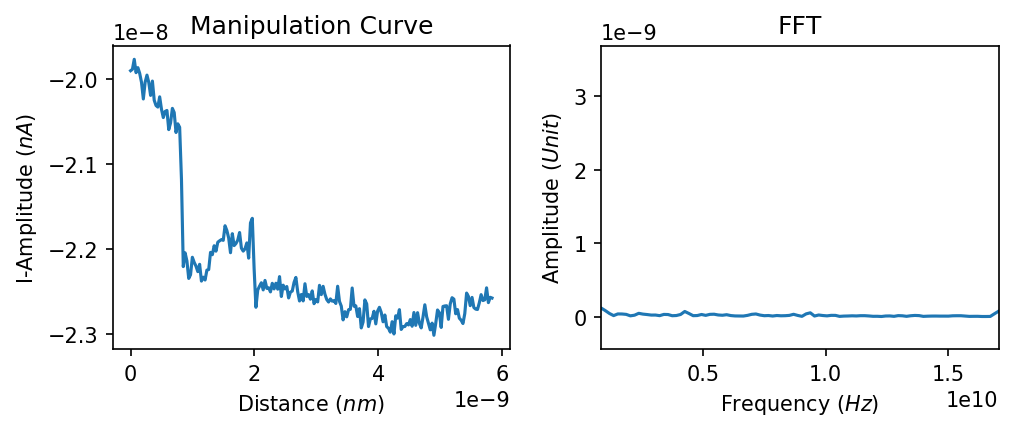 Manipulation Curve
1e−8
−2.0
−2.1
−2.2
−2.3
I-Amplitude (nA)
0
2
4
6
1e−9
Distance (nm)
FFT
1e−9
3
2
1
0
Amplitude (Unit)
0.5
1.0
1.5
1e10
Frequency (Hz)